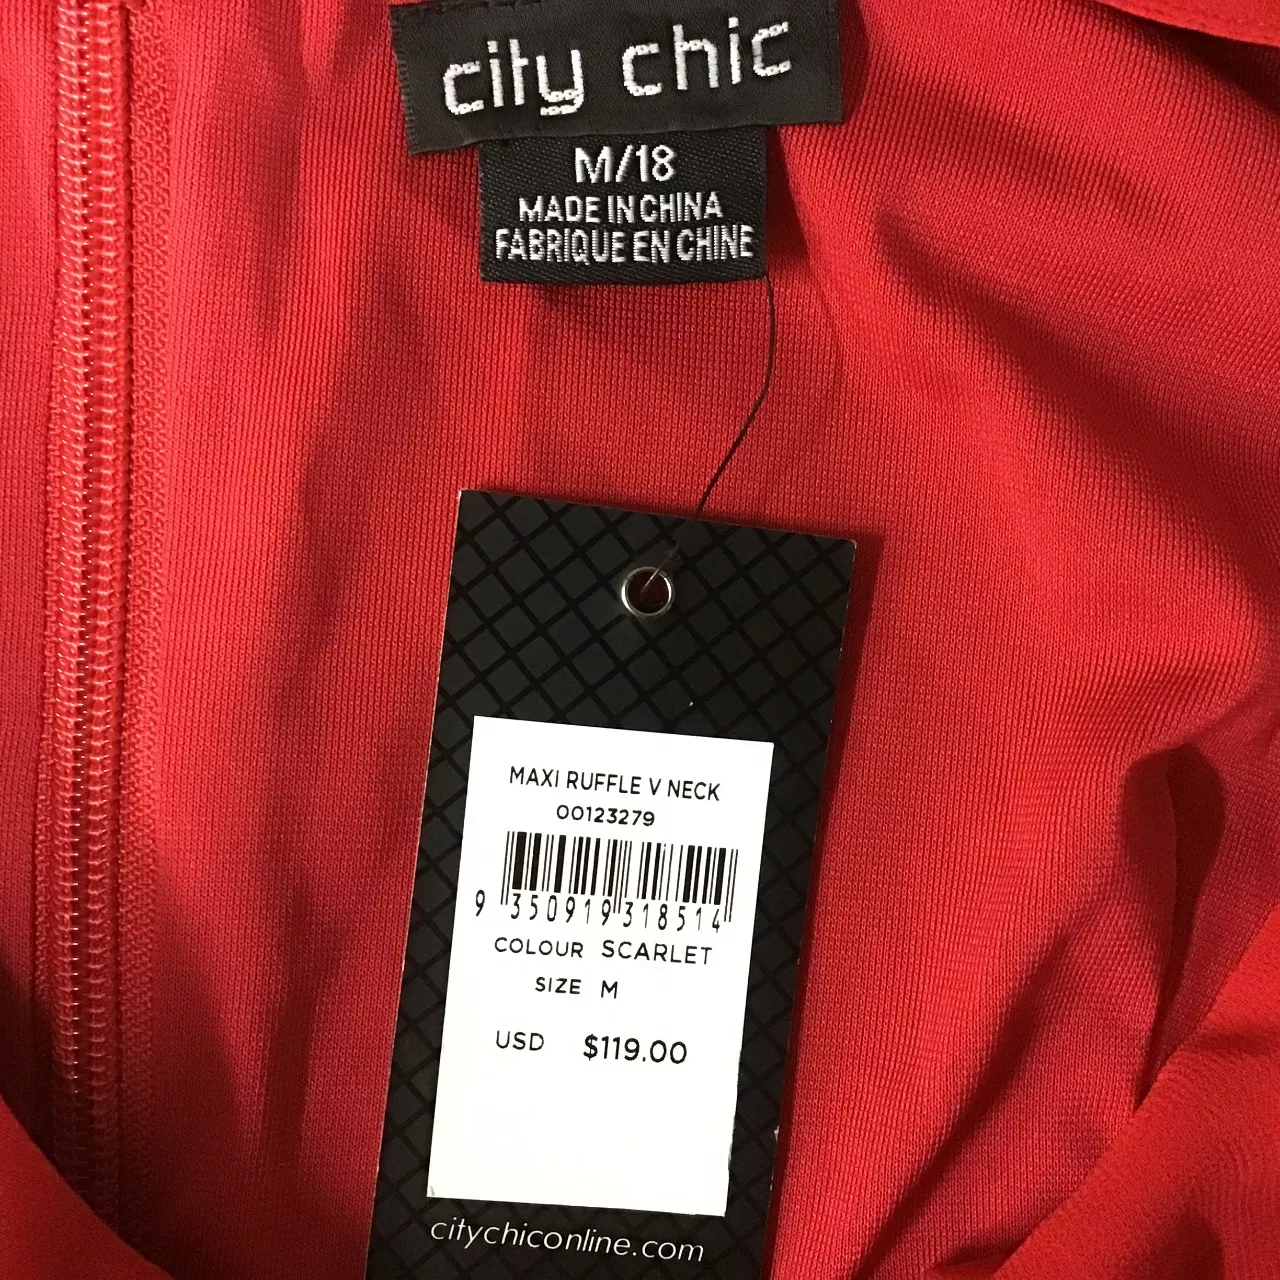 city chic
M/18
MADE IN CHINA
FABRIQUE EN CHINE
MAXI RUFFLE V NECK
00123279
9 350919 318514
COLOUR SCARLET
SIZE M
USD $119.00
citychiconline.com